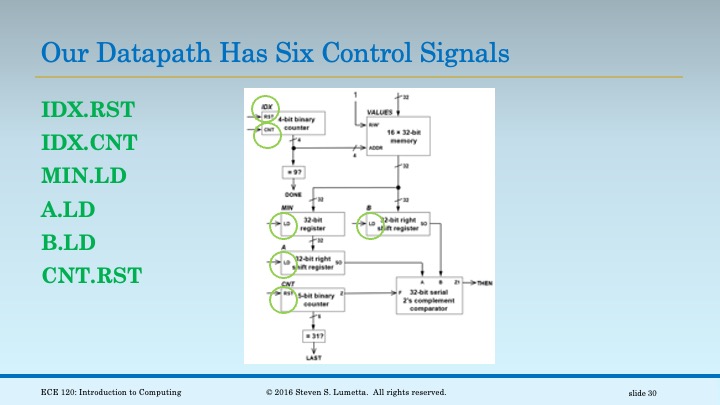 Our Datapath Has Six Control Signals
IDX.RST
IDX.CNT
MIN.LD
A.LD
B.LD
CNT.RST
IDX
RST
CNT
4-bit binary
counter
4
= 9?
DONE
1
32
VALUES
R/W'
16 × 32-bit
memory
ADDR
4
32
32
32
MIN
LD
32-bit
register
B
LD
32-bit right
shift register
SO
32
A
LD
32-bit right
shift register
SO
CNT
RST
5-bit binary
counter
Z
A
B
Z1
THEN
F
32-bit serial
2's complement
comparator
5
= 31?
LAST
ECE 120: Introduction to Computing
© 2016 Steven S. Lumetta. All rights reserved.
slide 30